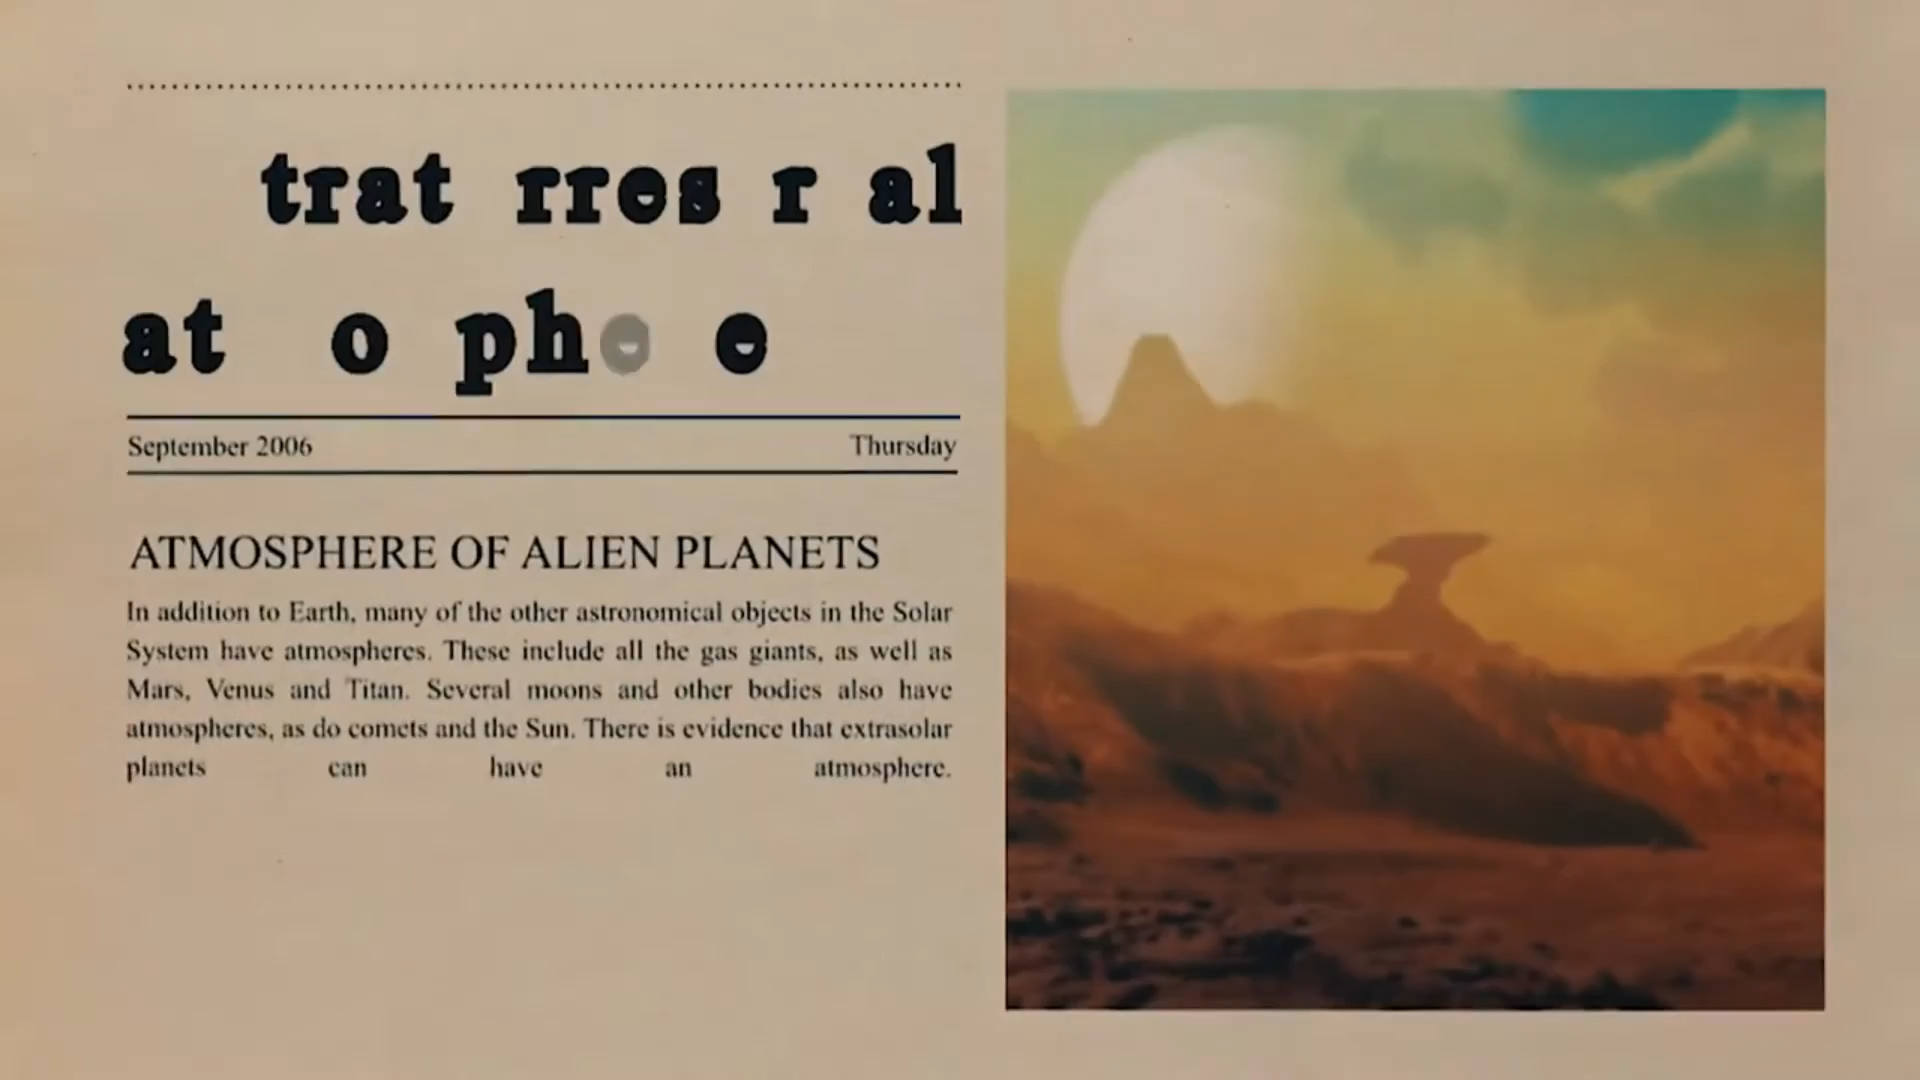 trat rres r al
at o phe e
September 2006
Thursday
ATMOSPHERE OF ALIEN PLANETS
In addition to Earth, many of the other astronomical objects in the Solar
System have atmospheres. These include all the gas giants, as well as
Mars, Venus and Titan. Several moons and other bodies also have
atmospheres, as do comets and the Sun. There is evidence that extrasolar
planets can have an atmosphere.